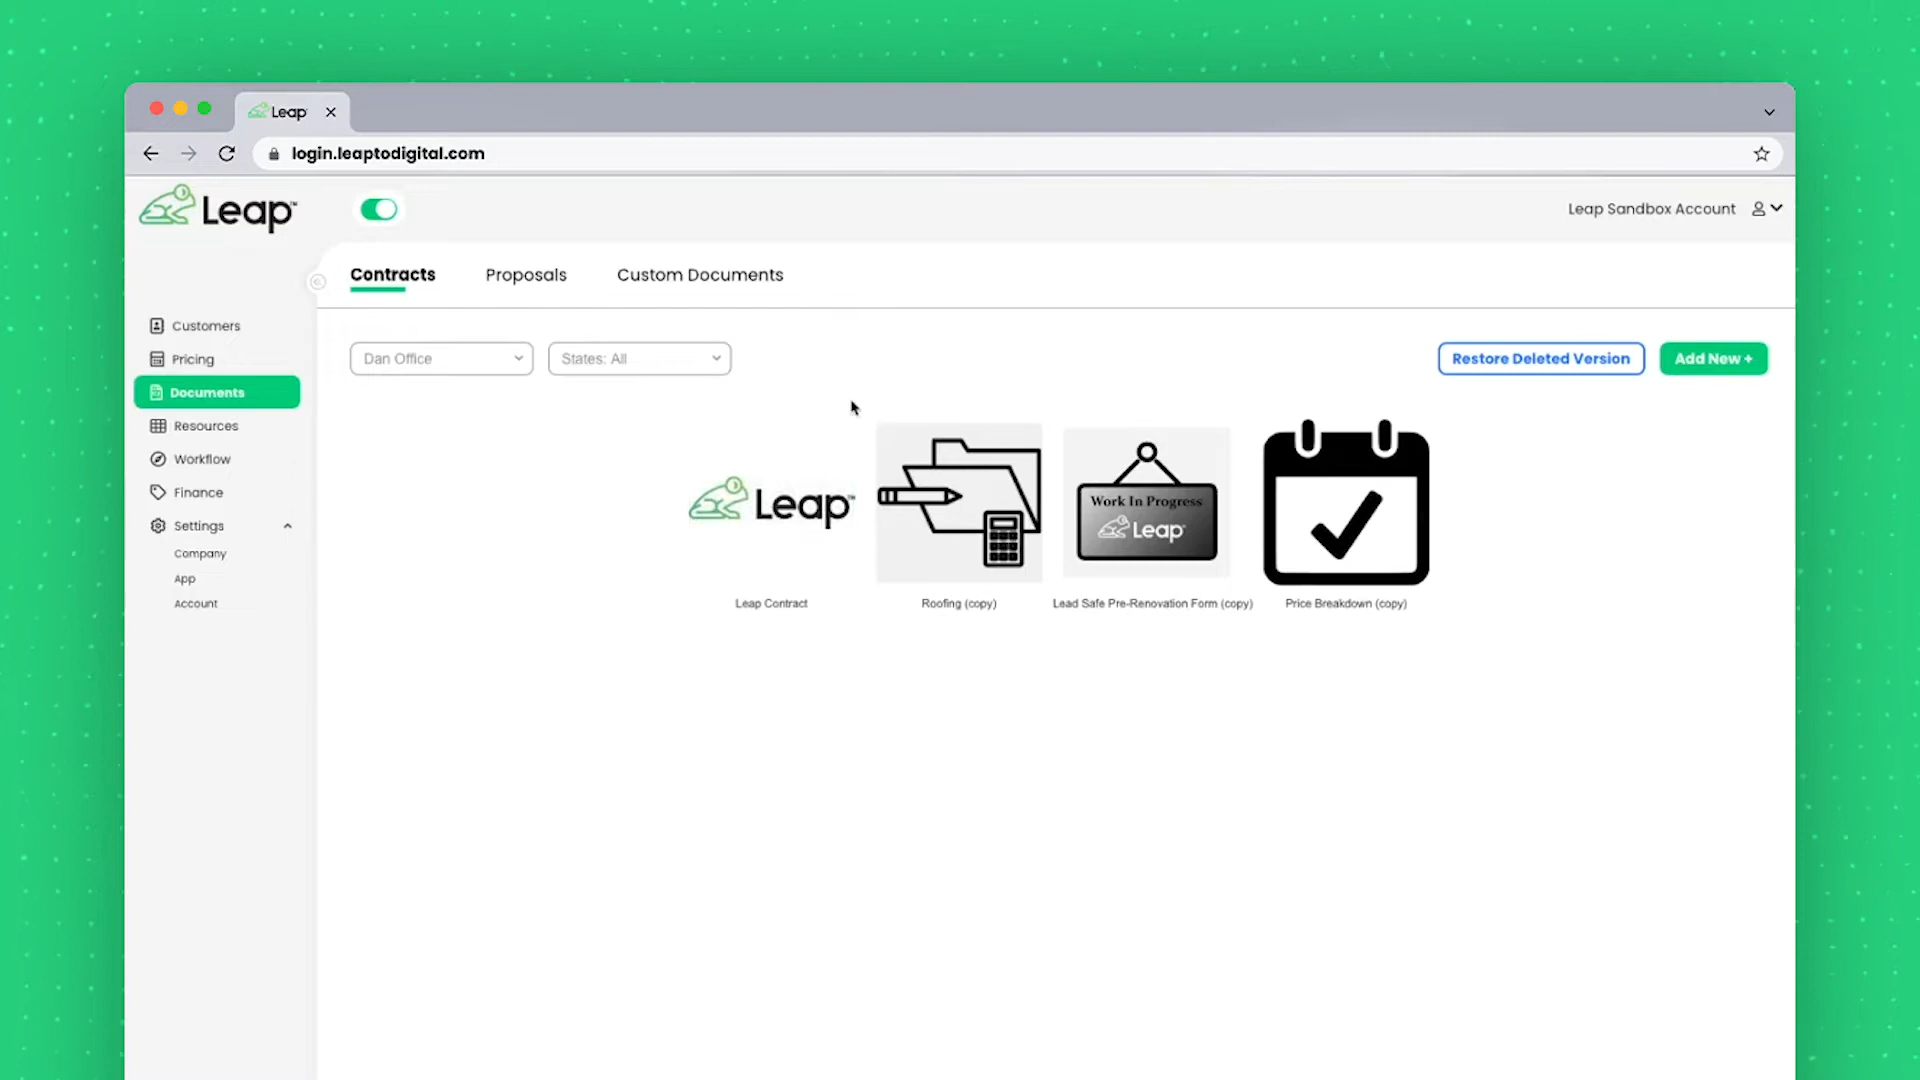 Leap
login.leaptodigital.com
Leap™
Leap Sandbox Account
Contracts
Proposals
Custom Documents
Customers
Pricing
Documents
Resources
Workflow
Finance
Settings
Company
App
Account
Dan Office
States: All
Restore Deleted Version
Add New +
Leap™
Work In Progress
Leap
Leap Contract
Roofing (copy)
Lead Safe Pre-Renovation Form (copy)
Price Breakdown (copy)